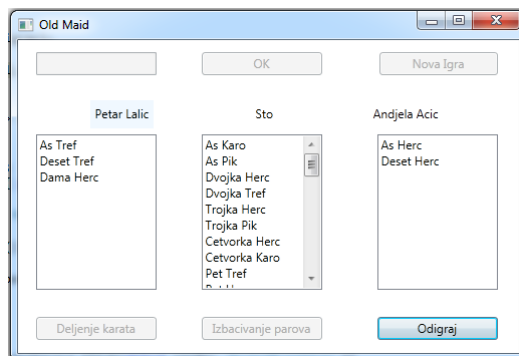 Old Maid
OK
Nova Igra
Petar Lalic
Sto
Andjela Acic
As Tref
Deset Tref
Dama Herc
As Karo
As Pik
Dvojka Herc
Dvojka Tref
Trojka Herc
Trojka Pik
Cetvorka Herc
Cetvorka Karo
Pet Tref
As Herc
Deset Herc
Deljenje karata
Izbacivanje parova
Odigraj